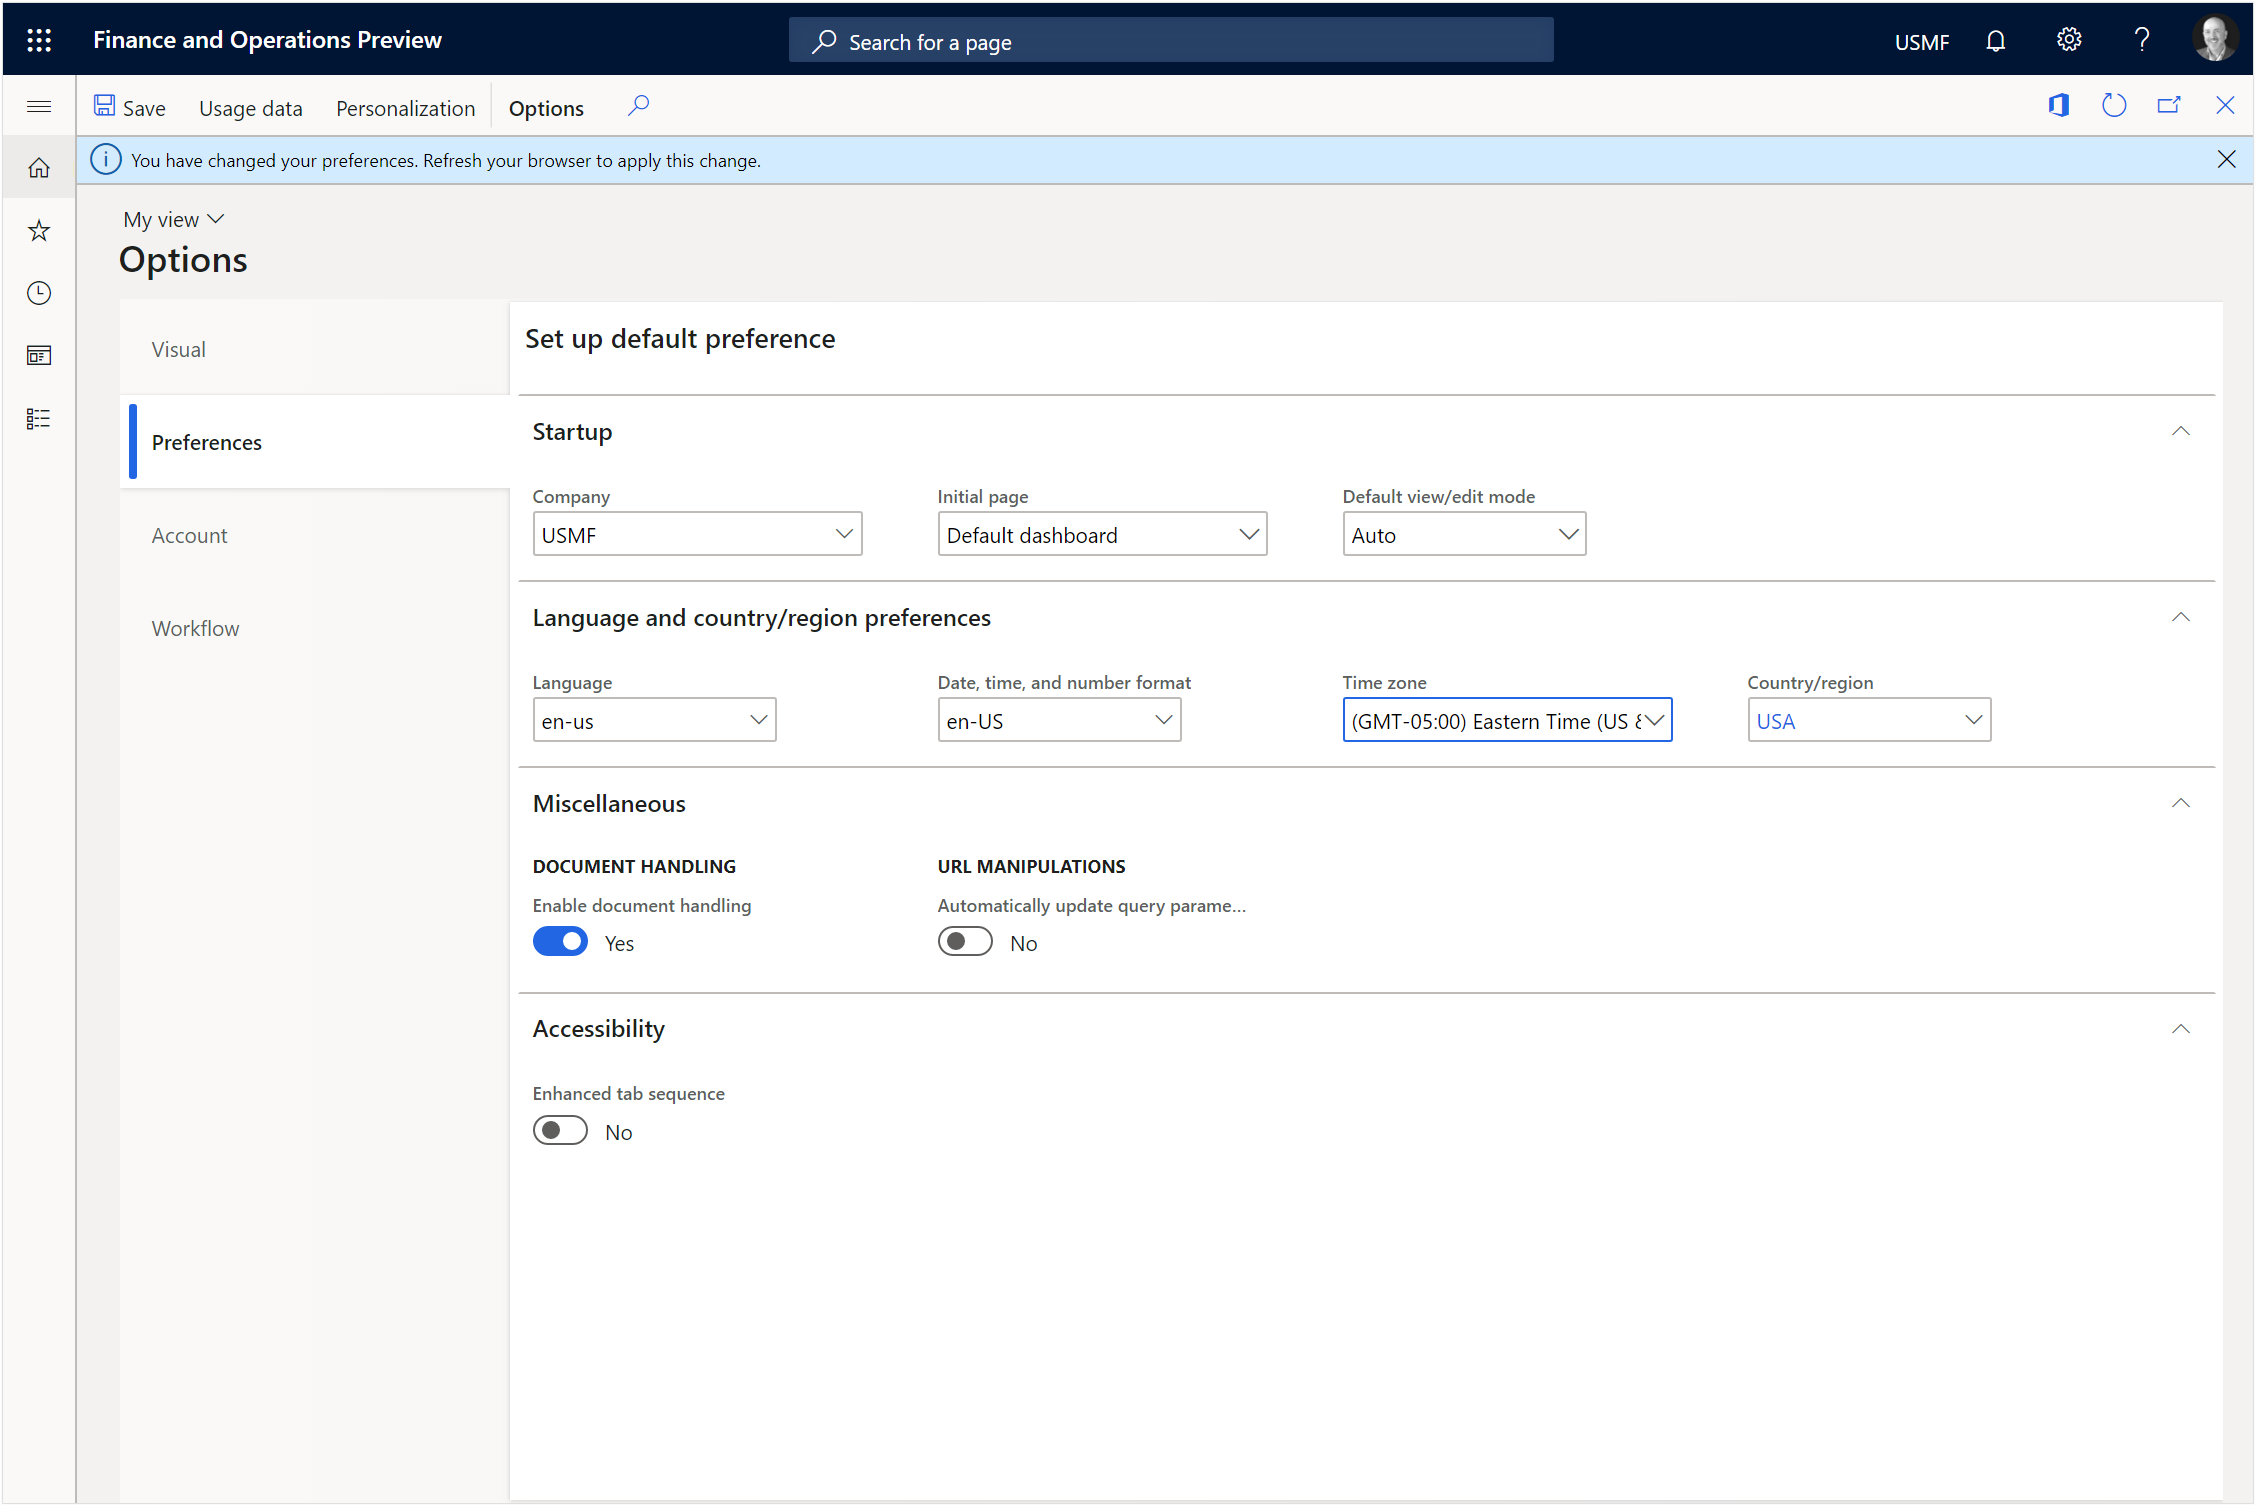 Finance and Operations Preview
Search for a page
USMF
?
Save
Usage data
Personalization
Options
You have changed your preferences. Refresh your browser to apply this change.
My view
Options
Visual
Preferences
Account
Workflow
Set up default preference
Startup
Company
Initial page
Default view/edit mode
USMF
Default dashboard
Auto
Language and country/region preferences
Language
Date, time, and number format
Time zone
Country/region
en-us
en-US
(GMT-05:00) Eastern Time (US &
USA
Miscellaneous
DOCUMENT HANDLING
URL MANIPULATIONS
Enable document handling
Automatically update query parame...
Yes
No
Accessibility
Enhanced tab sequence
No